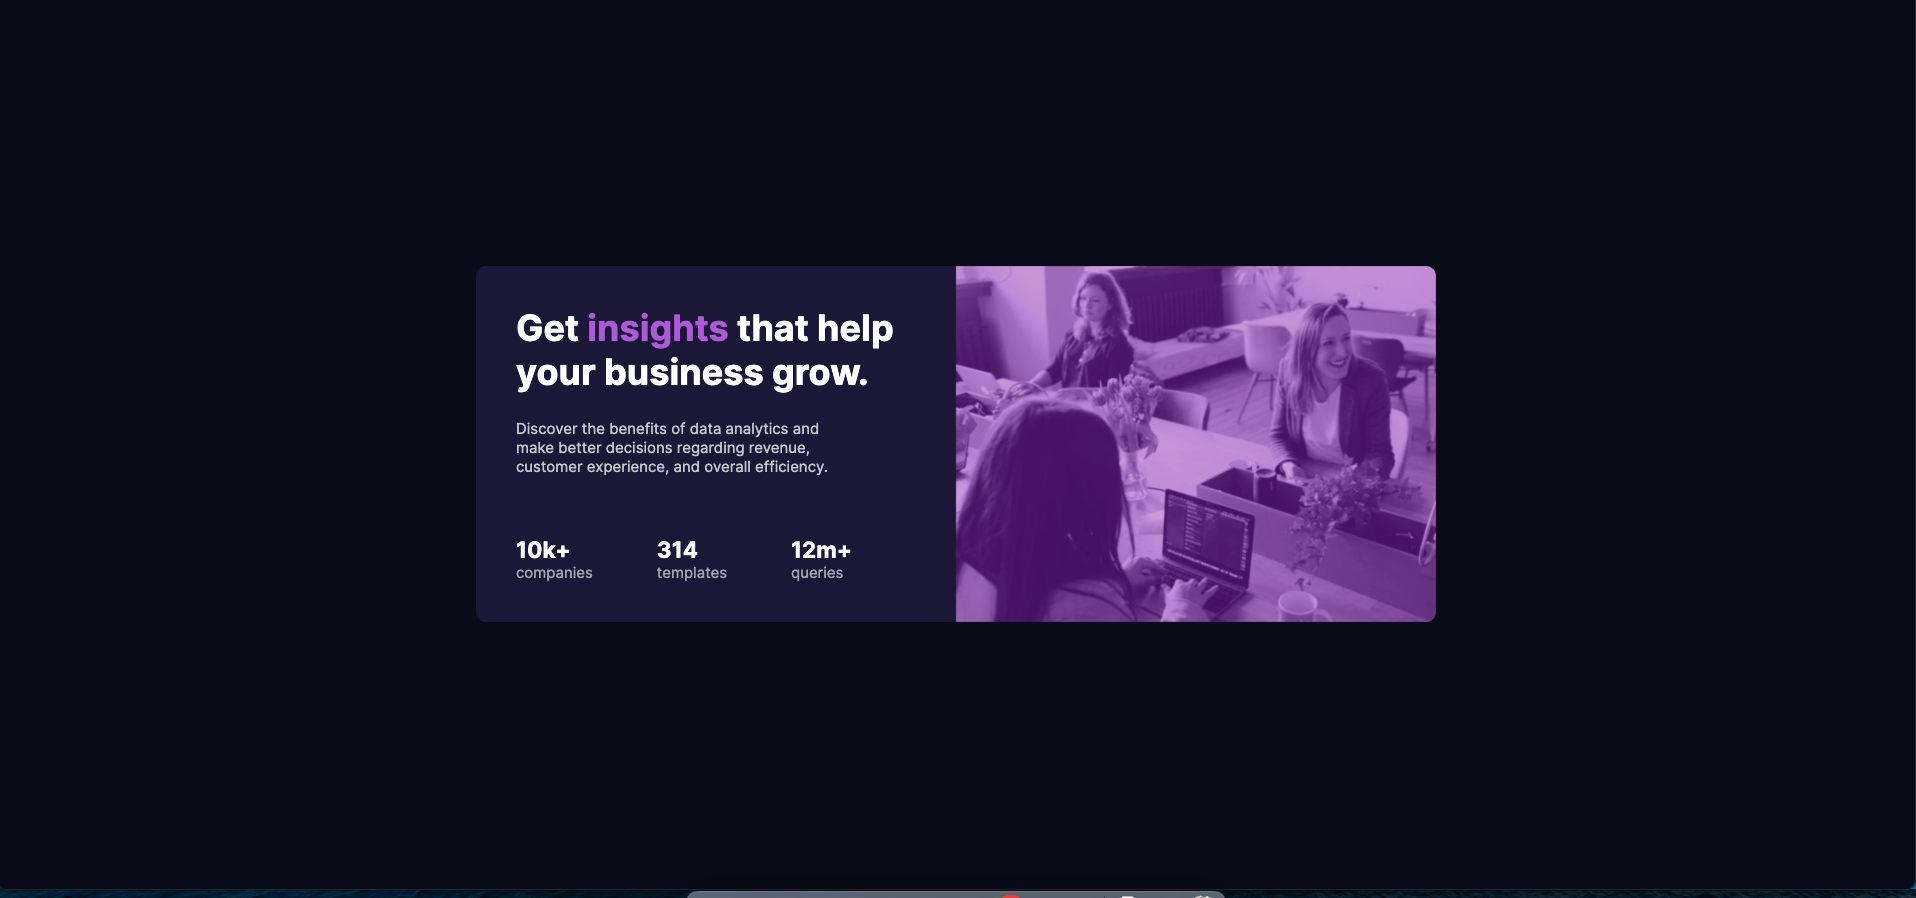 Get insights that help
your business grow.
Discover the benefits of data analytics and
make better decisions regarding revenue,
customer experience, and overall efficiency.
10k+ 314 12m+
companies templates queries